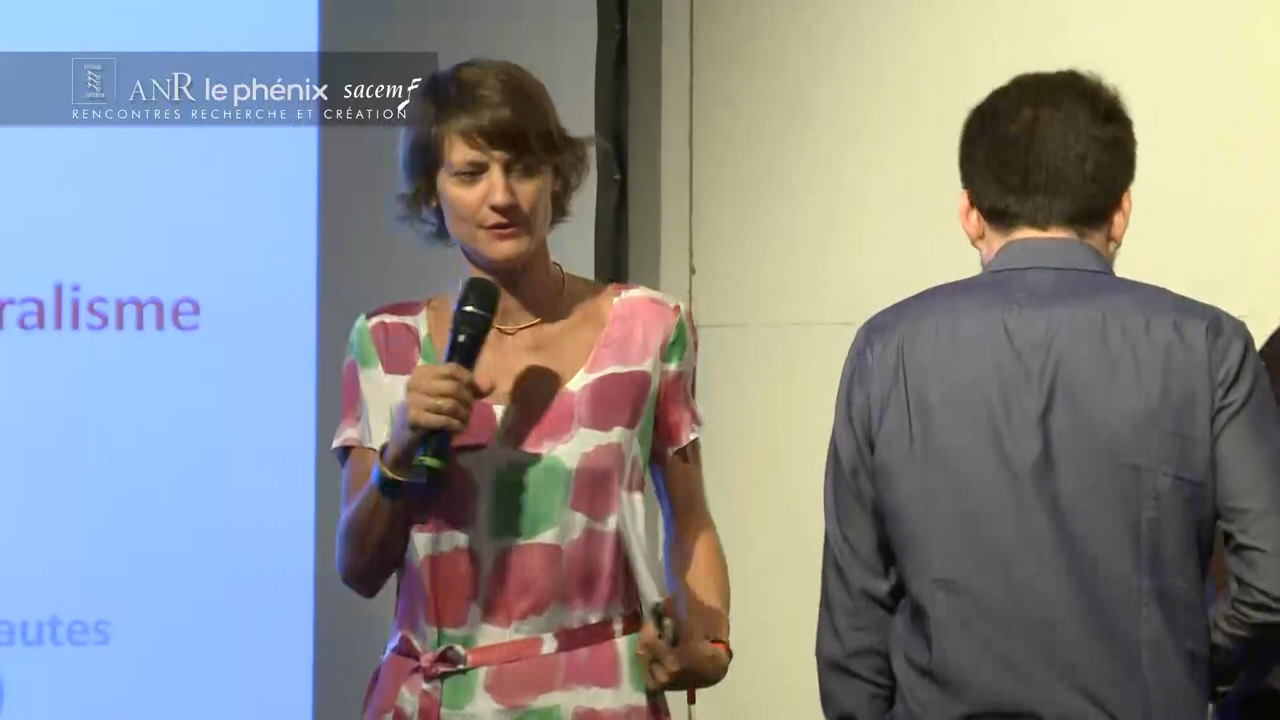 ANR le phénix sacem
RENCONTRES RECHERCHE ET CRÉATION
ralisme
autes